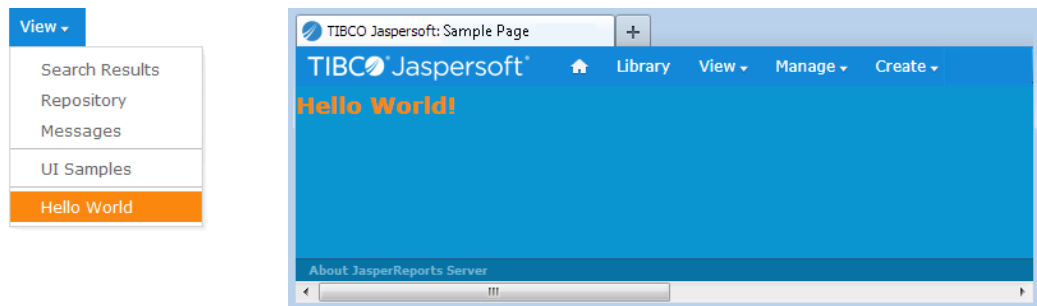 View
Search Results
Repository
Messages
UI Samples
Hello World
TIBCO Jaspersoft: Sample Page
+
TIBCO Jaspersoft Library View Manage Create
Hello World!
About JasperReports Server